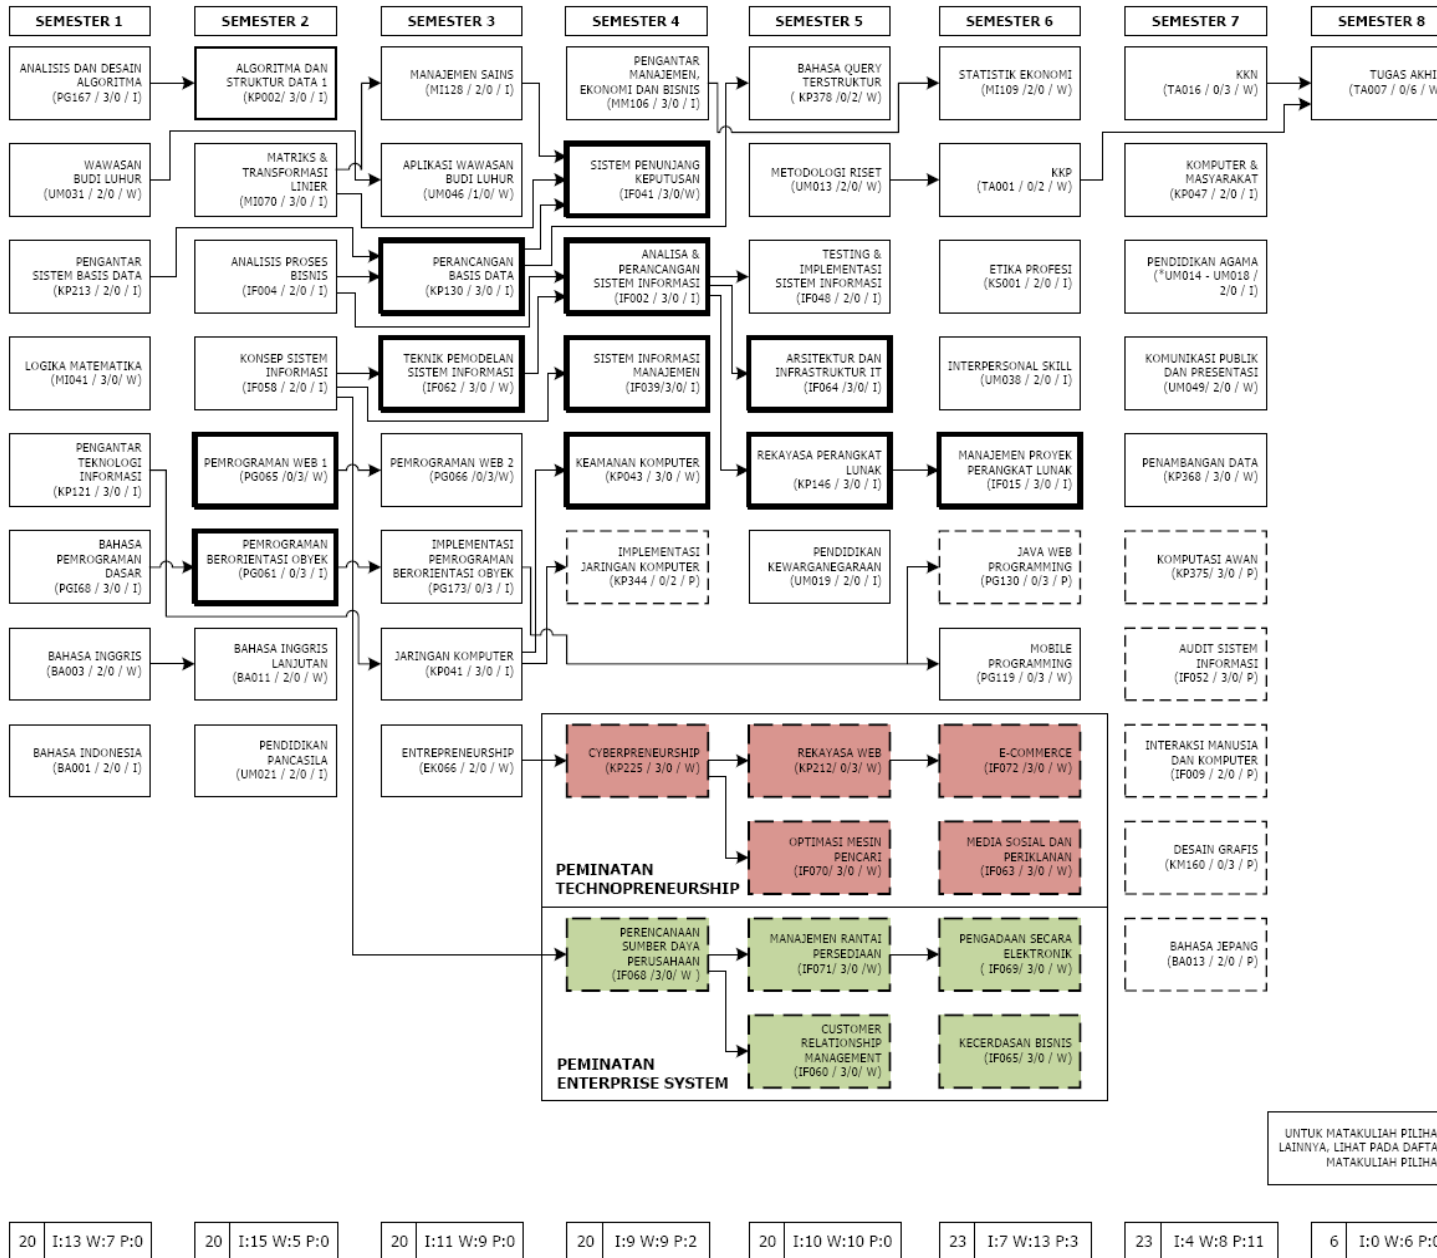 SEMESTER 1
ANALISIS DAN DESAIN
ALGORITMA
(PG167 / 3/0 / I)
WAWASAN
BUDI LUHUR
(UM031 / 2/0 / W)
PENGANTAR
SISTEM BASIS DATA
(KP213 / 2/0 / I)
LOGIKA MATEMATIKA
(MI041 / 3/0/ W)
PENGANTAR
TEKNOLOGI
INFORMASI
(KP121 / 3/0 / I)
BAHASA
PEMROGRAMAN
DASAR
(PGI68 / 3/0 / I)
BAHASA INGGRIS
(BA003 / 2/0 / W)
BAHASA INDONESIA
(BA001 / 2/0 / I)
SEMESTER 2
ALGORITMA DAN
STRUKTUR DATA 1
(KP002/ 3/0 / I)
MATRIKS &
TRANSFORMASI
LINIER
(MI070 / 3/0 / I)
ANALISIS PROSES
BISNIS
(IF004 / 2/0 / I)
KONSEP SISTEM
INFORMASI
(IF058 / 2/0 / I)
PEMROGRAMAN WEB 1
(PG065 /0/3/ W)
PEMROGRAMAN
BERORIENTASI OBYEK
(PG061 / 0/3 / I)
BAHASA INGGRIS
LANJUTAN
(BA011 / 2/0 / W)
PENDIDIKAN
PANCASILA
(UM021 / 2/0 / I)
SEMESTER 3
MANAJEMEN SAINS
(MI128 / 2/0 / I)
APLIKASI WAWASAN
BUDI LUHUR
(UM046 /1/0/ W)
PERANCANGAN
BASIS DATA
(KP130 / 3/0 / I)
TEKNIK PEMODELAN
SISTEM INFORMASI
(IF062 / 3/0 / W)
PEMROGRAMAN WEB 2
(PG066 /0/3/W)
IMPLEMENTASI
PEMROGRAMAN
BERORIENTASI OBYEK
(PG173/ 0/3 / I)
JARINGAN KOMPUTER
(KP041 / 3/0 / I)
ENTREPRENEURSHIP
(EK066 / 2/0 / W)
SEMESTER 4
PENGANTAR
MANAJEMEN,
EKONOMI DAN BISNIS
(MM106 / 3/0 / I)
SISTEM PENUNJANG
KEPUTUSAN
(IF041 /3/0/W)
ANALISA &
PERANCANGAN
SISTEM INFORMASI
(IF002 / 3/0 / I)
SISTEM INFORMASI
MANAJEMEN
(IF039/3/0/ I)
KEAMANAN KOMPUTER
(KP043 / 3/0 / W)
IMPLEMENTASI
JARINGAN KOMPUTER
(KP344 / 0/2 / P)
CYBERPRENEURSHIP
(KP225 / 3/0 / W)
PEMINATAN
TECHNOPRENEURSHIP
PERENCANAAN
SUMBER DAYA
PERUSAHAAN
(IF068 /3/0/ W )
PEMINATAN
ENTERPRISE SYSTEM
SEMESTER 5
BAHASA QUERY
TERSTRUKTUR
( KP378 /0/2/ W)
METODOLOGI RISET
(UM013 /2/0/ W)
TESTING &
IMPLEMENTASI
SISTEM INFORMASI
(IF048 / 2/0 / I)
ARSITEKTUR DAN
INFRASTRUKTUR IT
(IF064 /3/0/ I)
REKAYASA PERANGKAT
LUNAK
(KP146 / 3/0 / I)
PENDIDIKAN
KEWARGANEGARAAN
(UM019 / 2/0 / I)
REKAYASA WEB
(KP212/ 0/3/ W)
OPTIMASI MESIN
PENCARI
(IF070/ 3/0 / W)
MANAJEMEN RANTAI
PERSEDIAAN
(IF071/ 3/0 /W)
CUSTOMER
RELATIONSHIP
MANAGEMENT
(IF060 / 3/0/ W)
SEMESTER 6
STATISTIK EKONOMI
(MI109 /2/0 / W)
KKP
(TA001 / 0/2 / W)
ETIKA PROFESI
(KS001 / 2/0 / I)
INTERPERSONAL SKILL
(UM038 / 2/0 / I)
MANAJEMEN PROYEK
PERANGKAT LUNAK
(IF015 / 3/0 / I)
JAVA WEB
PROGRAMMING
(PG130 / 0/3 / P)
MOBILE
PROGRAMMING
(PG119 / 0/3 / W)
E-COMMERCE
(IF072 /3/0 / W)
MEDIA SOSIAL DAN
PERIKLANAN
(IF063 / 3/0 / W)
PENGADAAN SECARA
ELEKTRONIK
( IF069/ 3/0 / W)
KECERDASAN BISNIS
(IF065/ 3/0 / W)
SEMESTER 7
KKN
(TA016 / 0/3 / W)
KOMPUTER &
MASYARAKAT
(KP047 / 2/0 / I)
PENDIDIKAN AGAMA
(*UM014 - UM018 /
2/0 / I)
KOMUNIKASI PUBLIK
DAN PRESENTASI
(UM049/ 2/0 / W)
PENAMBANGAN DATA
(KP368 / 3/0 / W)
KOMPUTASI AWAN
(KP375/ 3/0 / P)
AUDIT SISTEM
INFORMASI
(IF052 / 3/0/ P)
INTERAKSI MANUSIA
DAN KOMPUTER
(IF009 / 2/0 / P)
DESAIN GRAFIS
(KM160 / 0/3 / P)
BAHASA JEPANG
(BA013 / 2/0 / P)
SEMESTER 8
TUGAS AKHI
(TA007 / 0/6 / W
UNTUK MATAKULIAH PILIHA
LAINNYA, LIHAT PADA DAFTA
MATAKULIAH PILIHA
20 I:13 W:7 P:0
20 I:15 W:5 P:0
20 I:11 W:9 P:0
20 I:9 W:9 P:2
20 I:10 W:10 P:0
23 I:7 W:13 P:3
23 I:4 W:8 P:11
6 I:0 W:6 P:0